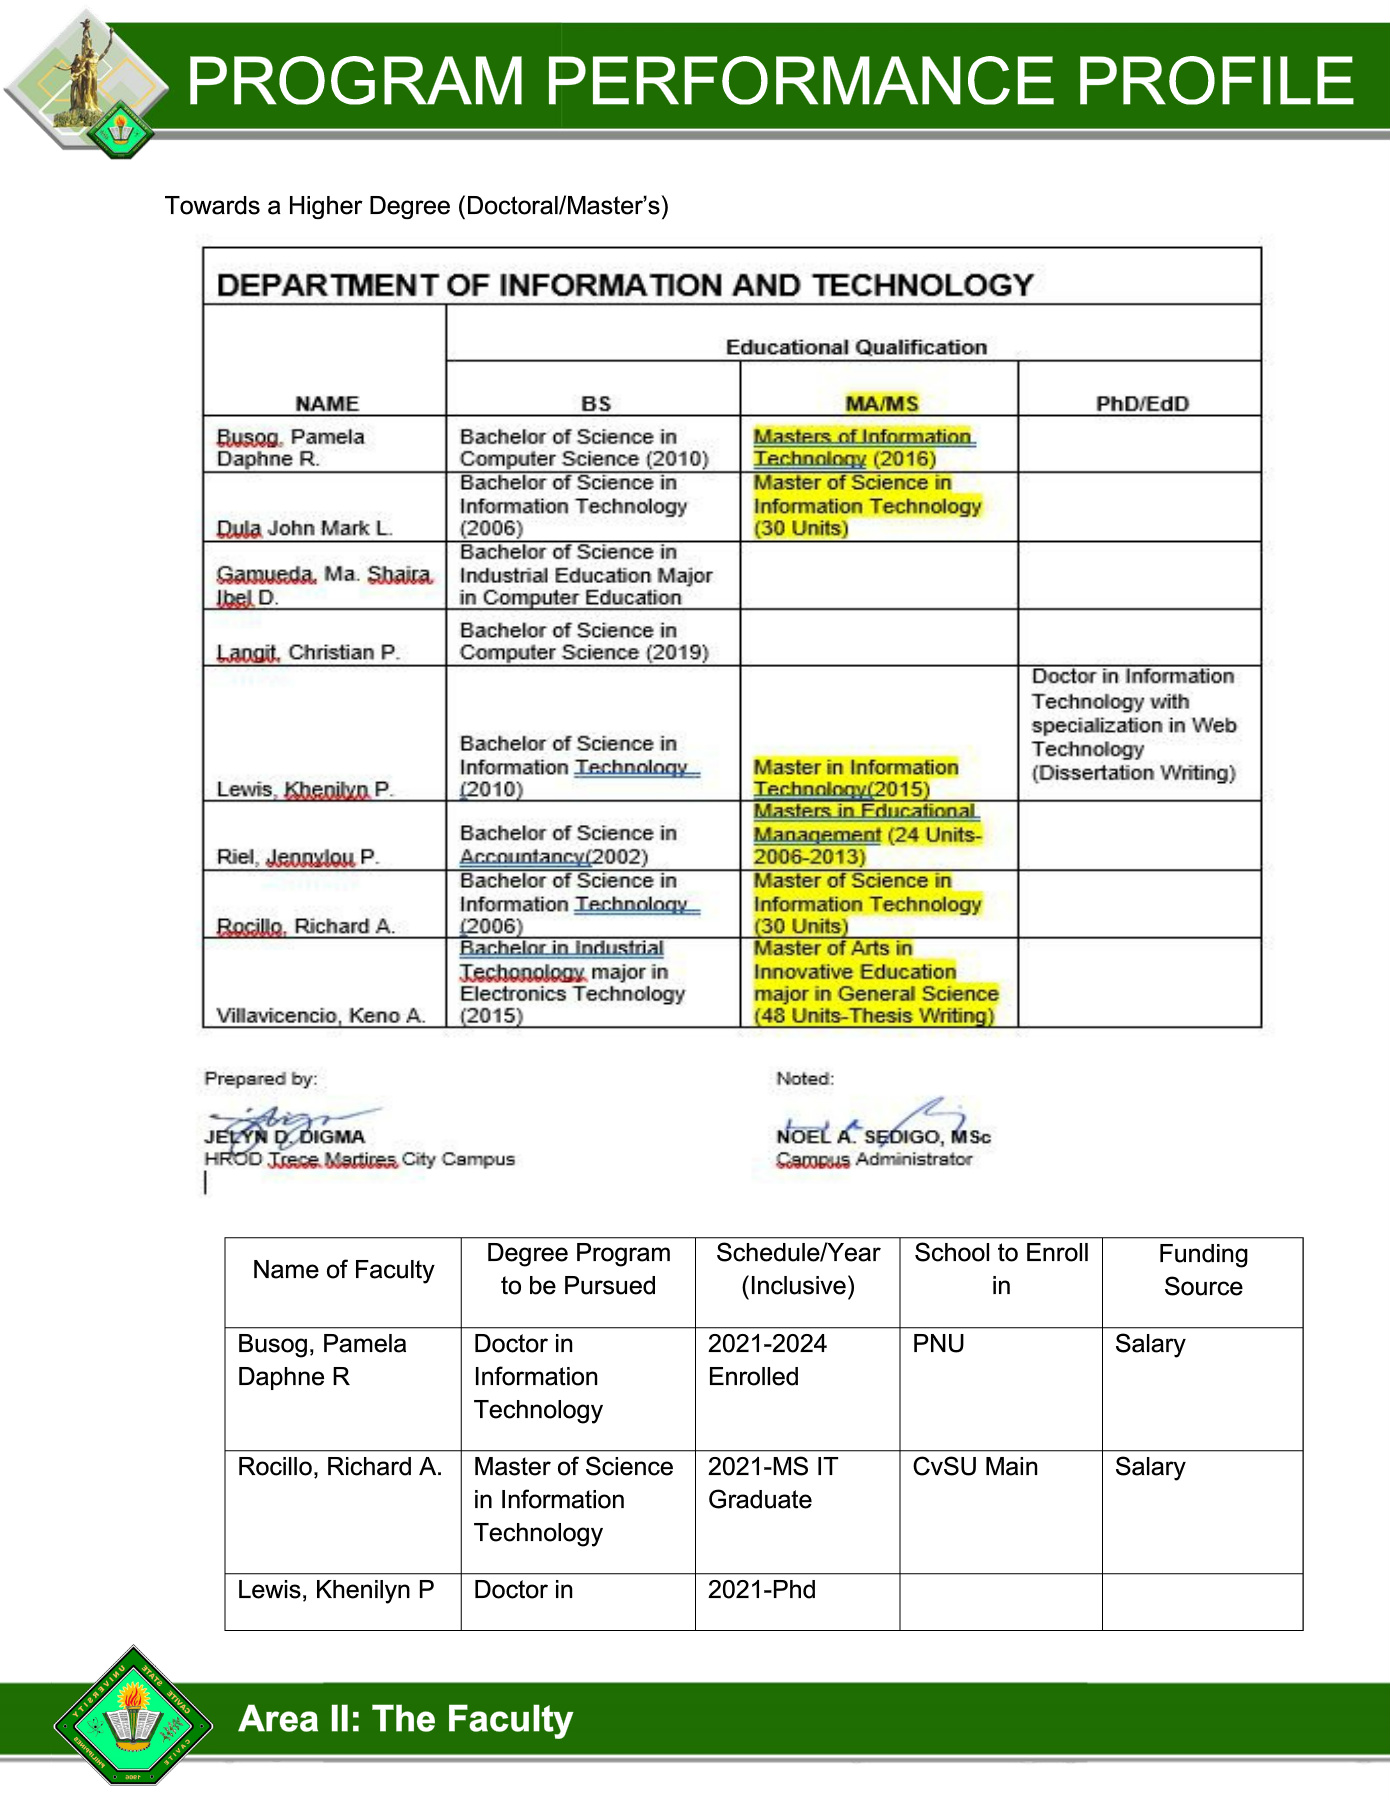 PROGRAM PERFORMANCE PROFILE
Towards a Higher Degree (Doctoral/Master's)
DEPARTMENT OF INFORMATION AND TECHNOLOGY
Educational Qualification
NAME BS MA/MS PhD/EdD
Busog, Pamela
Daphne R.
Bachelor of Science in
Computer Science (2010)
Masters of Information
Technology (2016)
Dula John Mark L.
Bachelor of Science in
Information Technology
(2006)
Master of Science in
Information Technology
(30 Units)
Gamueda, Ma. Shaira
Ibel D.
Bachelor of Science in
Industrial Education Major
in Computer Education
Langit, Christian P.
Bachelor of Science in
Computer Science (2019)
Lewis, Khenilyn P.
Bachelor of Science in
Information Technology
(2010)
Master in Information
Technology(2015)
Doctor in Information
Technology with
specialization in Web
Technology
(Dissertation Writing)
Riel, Jennylou P.
Bachelor of Science in
Accountancy(2002)
Masters in Educational
Management (24 Units-
2006-2013)
Rocillo, Richard A.
Bachelor of Science in
Information Technology
(2006)
Master of Science in
Information Technology
(30 Units)
Villavicencio, Keno A.
Bachelor in Industrial
Techonology major in
Electronics Technology
(2015)
Master of Arts in
Innovative Education
major in General Science
(48 Units-Thesis Writing)
Prepared by:
JELYN D. DIGMA
HROD Trece Martires City Campus
Noted:
NOEL A. SEDIGO, MSc
Campus Administrator
Name of Faculty
Degree Program
to be Pursued
Schedule/Year
(Inclusive)
School to Enroll
in
Funding
Source
Busog, Pamela
Daphne R
Doctor in
Information
Technology
2021-2024
Enrolled
PNU
Salary
Rocillo, Richard A.
Master of Science
in Information
Technology
2021-MS IT
Graduate
CvSU Main
Salary
Lewis, Khenilyn P
Doctor in
2021-Phd
CAVITE STATE UNIVERSITY
CAVITE
PHILIPPINES
1906
Area II: The Faculty